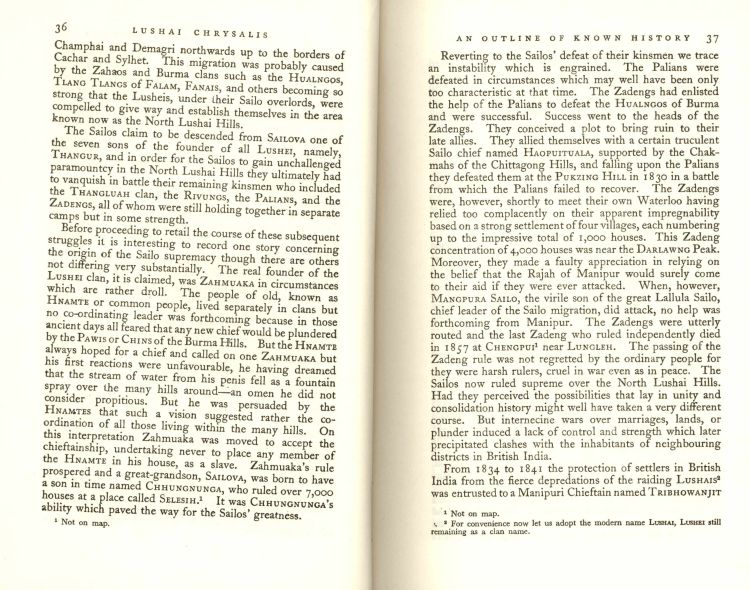 36
LUSHAI CHRYSALIS
Champhai and Demagri northwards up to the borders of
Cachar and Sylhet. This migration was probably caused
by the Zahaos and Burma clans such as the HUALNGOS,
TLANG TLANGS of FALAM, FANAIS, and others becoming so
strong that the Lusheis, under their Sailo overlords, were
compelled to give way and establish themselves in the area
known now as the North Lushai Hills.
The Sailos claim to be descended from SAILOVA one of
the seven sons of the founder of all LUSHEI, namely,
THANGUR, and in order for the Sailos to gain unchallenged
paramountcy in the North Lushai Hills they ultimately had
to vanquish in battle their remaining kinsmen who included
the THANGLUAH clan, the RIVUNGS, the PALIANS, and the
ZADENGS, all of whom were still holding together in separate
camps but in some strength.
Before proceeding to retail the course of these subsequent
struggles it is interesting to record one story concerning
the origin of the Sailo supremacy though there are others
not differing very substantially. The real founder of the
LUSHEI clan, it is claimed, was ZAHMUAKA in circumstances
which are rather droll. The people of old, known as
HNAMTE or common people, lived separately in clans but
no co-ordinating leader was forthcoming because in those
ancient days all feared that any new chief would be plundered
by the PAWIS or CHINS of the Burma Hills. But the HNAMTE
always hoped for a chief and called on one ZAHMUAKA but
his first reactions were unfavourable, he having dreamed
that the stream of water from his penis fell as a fountain
spray over the many hills around—an omen he did not
consider propitious. But he was persuaded by the
HNAMTES that such a vision suggested rather the co-
ordination of all those living within the many hills. On
this interpretation Zahmuaka was moved to accept the
chieftainship, undertaking never to place any member of
the HNAMTE in his house, as a slave. Zahmuaka's rule
prospered and a great-grandson, SAILOVA, was born to have
a son in time named CHHUNGNUNGA, who ruled over 7,000
houses at a place called SELESIH.¹ It was CHHUNGNUNGA's
ability which paved the way for the Sailos' greatness.
¹ Not on map.
AN OUTLINE OF KNOWN HISTORY
37
Reverting to the Sailos' defeat of their kinsmen we trace
an instability which is engrained. The Palians were
defeated in circumstances which may well have been only
too characteristic at that time. The Zadengs had enlisted
the help of the Palians to defeat the HUALNGOS of Burma
and were successful. Success went to the heads of the
Zadengs. They conceived a plot to bring ruin to their
late allies. They allied themselves with a certain truculent
Sailo chief named HAOPUITUALA, supported by the Chak-
mahs of the Chittagong Hills, and falling upon the Palians
they defeated them at the PUKZING HILL in 1830 in a battle
from which the Palians failed to recover. The Zadengs
were, however, shortly to meet their own Waterloo having
relied too complacently on their apparent impregnability
based on a strong settlement of four villages, each numbering
up to the impressive total of 1,000 houses. This Zadeng
concentration of 4,000 houses was near the DARLAWNG PEAK.
Moreover, they made a faulty appreciation in relying on
the belief that the Rajah of Manipur would surely come
to their aid if they were ever attacked. When, however,
MANGPURA SAILO, the virile son of the great Lallula Sailo,
chief leader of the Sailo migration, did attack, no help was
forthcoming from Manipur. The Zadengs were utterly
routed and the last Zadeng who ruled independently died
in 1857 at CHENGPUI¹ near LUNGLEH. The passing of the
Zadeng rule was not regretted by the ordinary people for
they were harsh rulers, cruel in war even as in peace. The
Sailos now ruled supreme over the North Lushai Hills.
Had they perceived the possibilities that lay in unity and
consolidation history might well have taken a very different
course. But internecine wars over marriages, lands, or
plunder induced a lack of control and strength which later
precipitated clashes with the inhabitants of neighbouring
districts in British India.
From 1834 to 1841 the protection of settlers in British
India from the fierce depredations of the raiding LUSHAIS²
was entrusted to a Manipuri Chieftain named TRIBHOWANJIT
¹ Not on map.
² For convenience now let us adopt the modern name LUSHAI, LUSHEI still
remaining as a clan name.